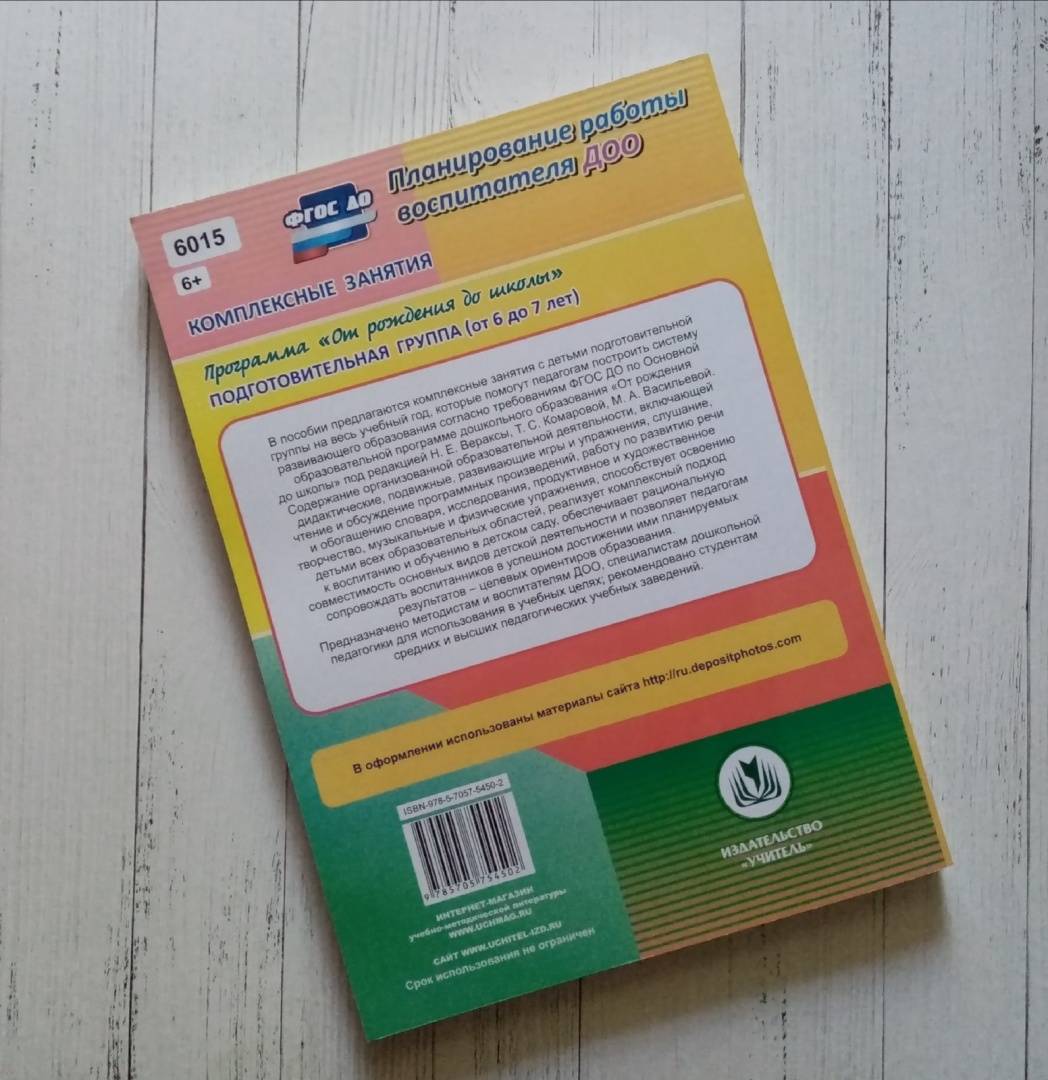 6015
6+
ФГОС ДО
Планирование работы
воспитателя ДОО
КОМПЛЕКСНЫЕ ЗАНЯТИЯ
Программа «От рождения до школы»
ПОДГОТОВИТЕЛЬНАЯ ГРУППА (от 6 до 7 лет)
В пособии предлагаются комплексные занятия с детьми подготовительной
группы на весь учебный год, которые помогут педагогам построить систему
развивающего образования согласно требованиям ФГОС ДО по Основной
образовательной программе дошкольного образования «От рождения
до школы» под редакцией Н. Е. Вераксы, Т. С. Комаровой, М. А. Васильевой.
Содержание организованной образовательной деятельности, включающей
дидактические, подвижные, развивающие игры и упражнения, слушание,
чтение и обсуждение программных произведений, работу по развитию речи
и обогащению словаря, исследования, продуктивное и художественное
творчество, музыкальные и физические упражнения, способствует освоению
детьми всех образовательных областей, реализует комплексный подход
к воспитанию и обучению в детском саду, обеспечивает рациональную
совместимость основных видов детской деятельности и позволяет педагогам
сопровождать воспитанников в успешном достижении ими планируемых
результатов – целевых ориентиров образования.
Предназначено методистам и воспитателям ДОО, специалистам дошкольной
педагогики для использования в учебных целях; рекомендовано студентам
средних и высших педагогических учебных заведений.
В оформлении использованы материалы сайта http://ru.depositphotos.com
ISBN-978-5-7057-5450-2
9 785705 754502
ИНТЕРНЕТ-МАГАЗИН
учебно-методической литературы
WWW.UCHMAG.RU
САЙТ WWW.UCHITEL-IZD.RU
Срок использования не ограничен
ИЗДАТЕЛЬСТВО
«УЧИТЕЛЬ»